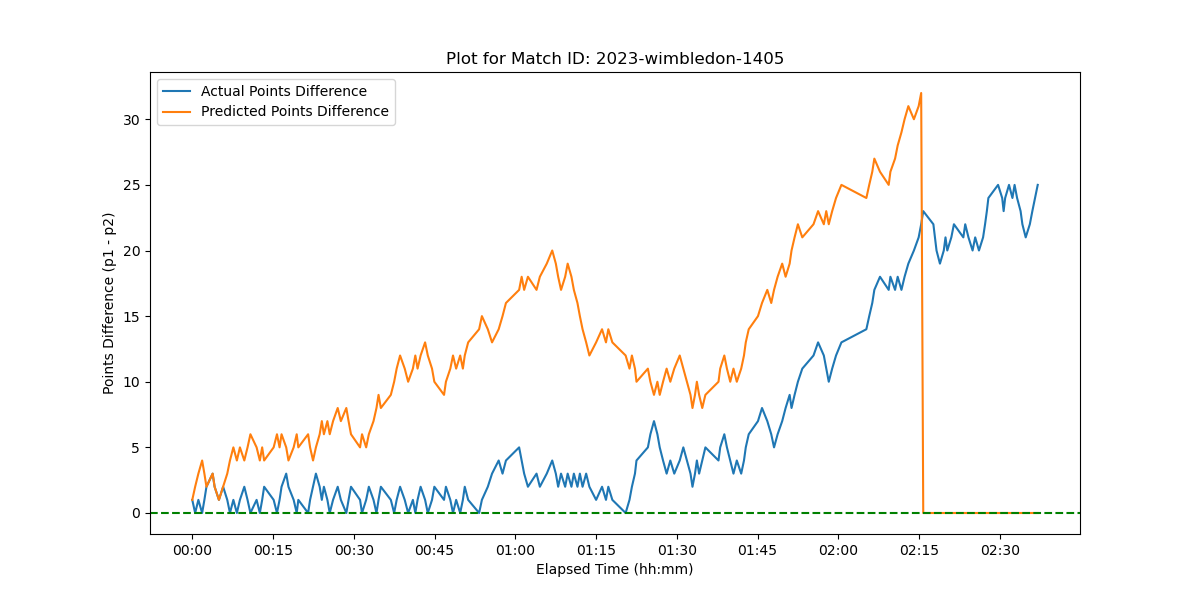 Plot for Match ID: 2023-wimbledon-1405
Actual Points Difference
Predicted Points Difference
Points Difference (p1 - p2)
30
25
20
15
10
5
0
00:00 00:15 00:30 00:45 01:00 01:15 01:30 01:45 02:00 02:15 02:30
Elapsed Time (hh:mm)